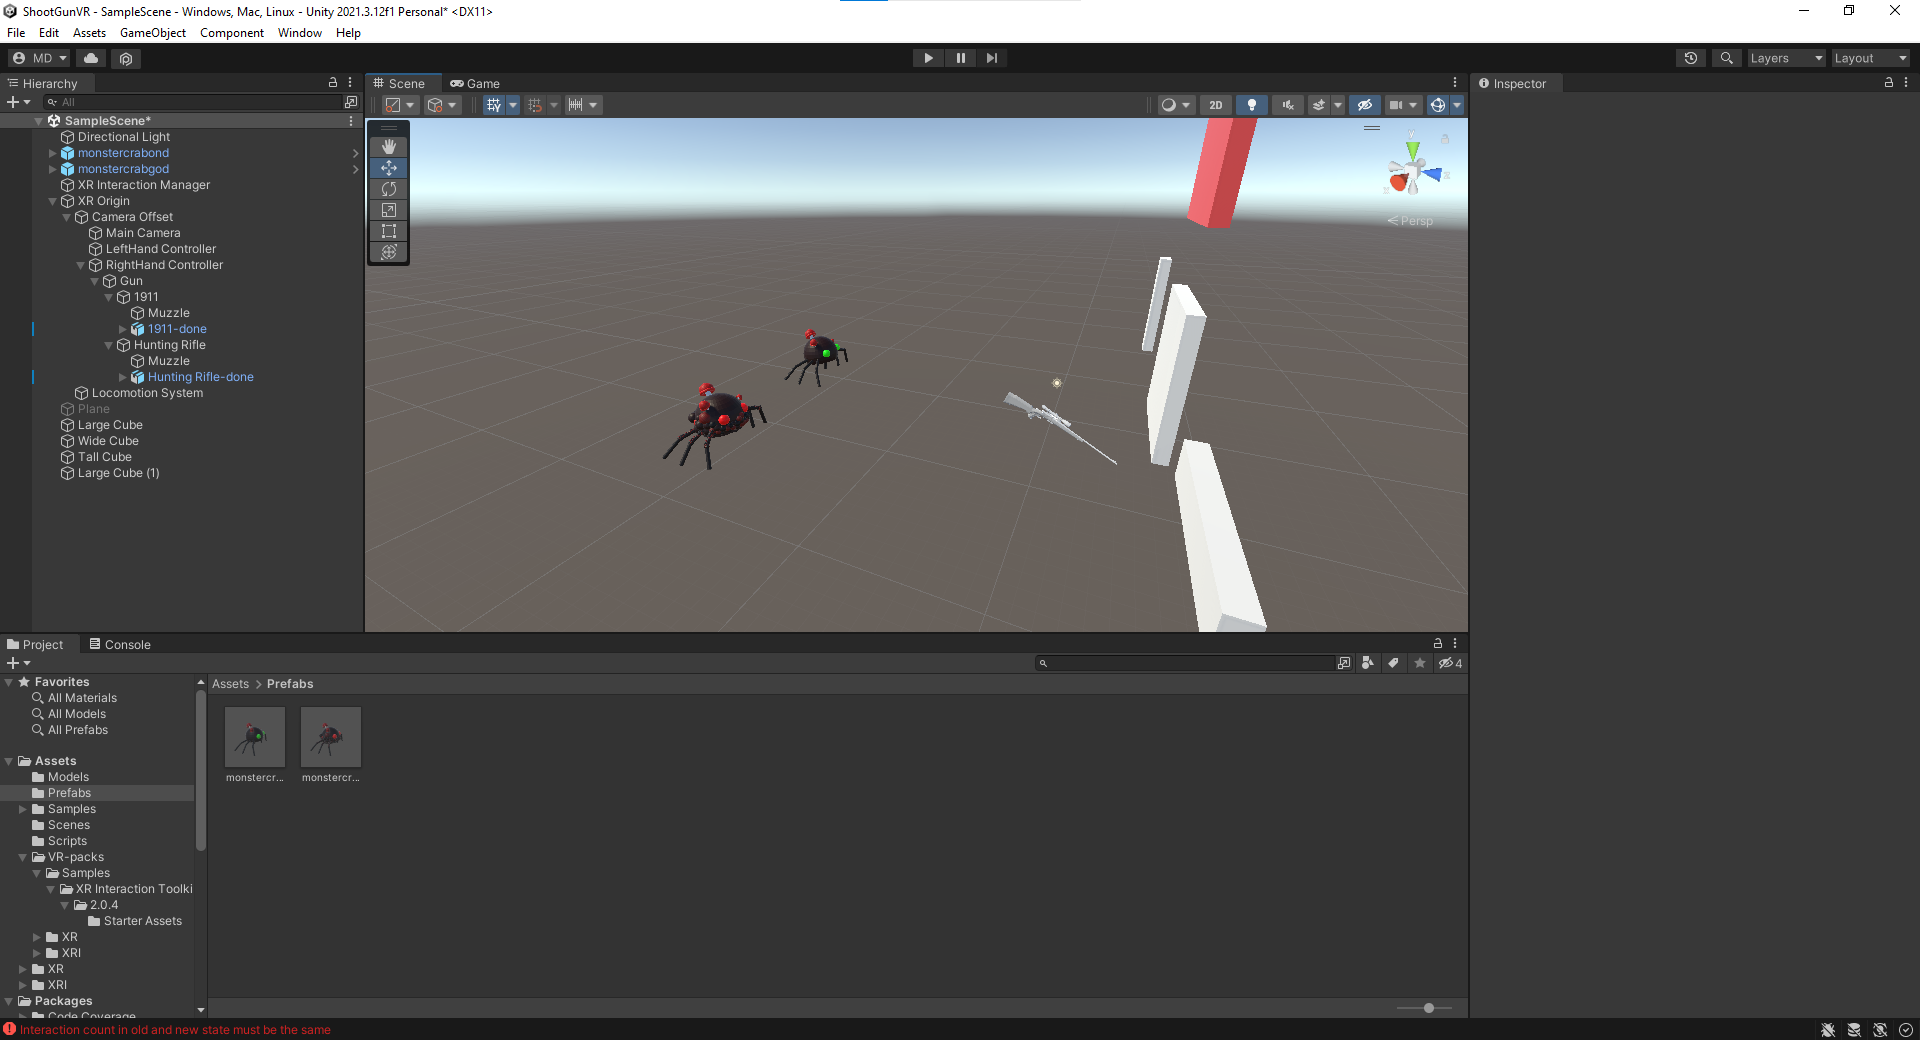 ShootGunVR - SampleScene - Windows, Mac, Linux - Unity 2021.3.12f1 Personal* <DX11>
File Edit Assets GameObject Component Window Help
MD Layers Layout
Hierarchy
All
SampleScene*
Directional Light
monstercrabond
monstercrabgod
XR Interaction Manager
XR Origin
Camera Offset
Main Camera
LeftHand Controller
RightHand Controller
Gun
1911
Muzzle
1911-done
Hunting Rifle
Muzzle
Hunting Rifle-done
Locomotion System
Plane
Large Cube
Wide Cube
Tall Cube
Large Cube (1)
Scene Game
2D
y
x
z
Persp
Inspector
Project Console
4
Favorites
All Materials
All Models
All Prefabs
Assets
Models
Prefabs
Samples
Scenes
Scripts
VR-packs
Samples
XR Interaction Toolki
2.0.4
Starter Assets
XR
XRI
XR
XRI
Packages
Code Coverage
Assets > Prefabs
monstercr... monstercr...
Interaction count in old and new state must be the same